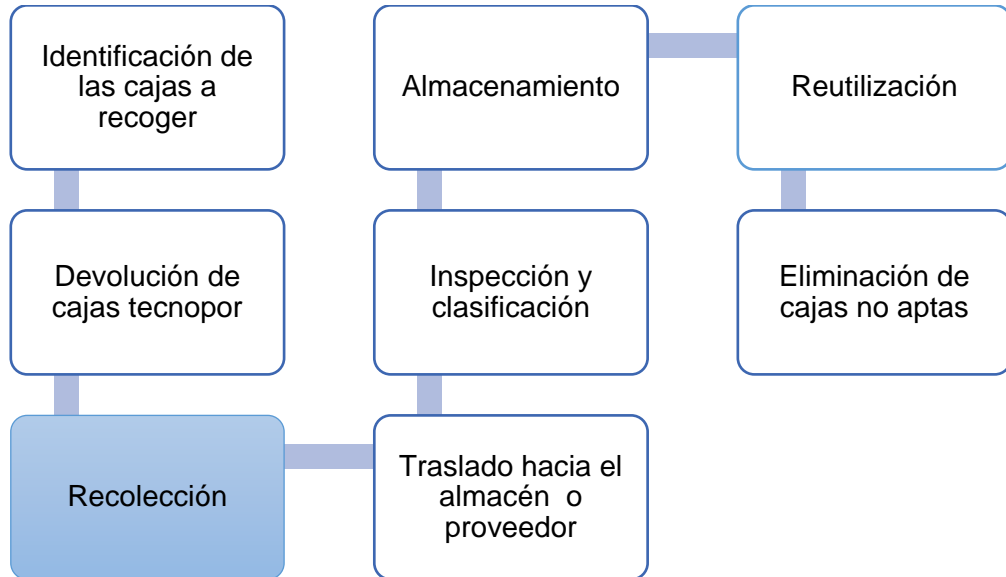 Identificación de
las cajas a
recoger
Devolución de
cajas tecnopor
Recolección
Traslado hacia el
almacén o
proveedor
Inspección y
clasificación
Almacenamiento
Reutilización
Eliminación de
cajas no aptas